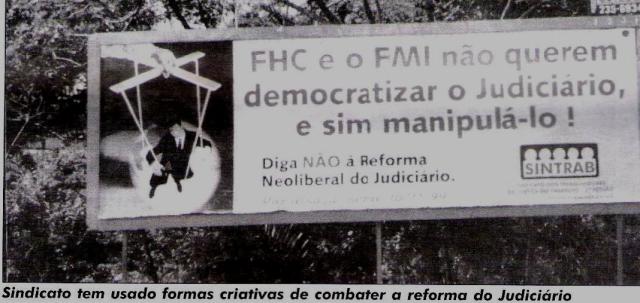 FHC e o FMI não querem
democratizar o Judiciário,
e sim manipulá-lo !
Diga NÃO à Reforma
Neoliberal do Judiciário.
SINTRAB
Sindicato tem usado formas criativas de combater a reforma do Judiciário